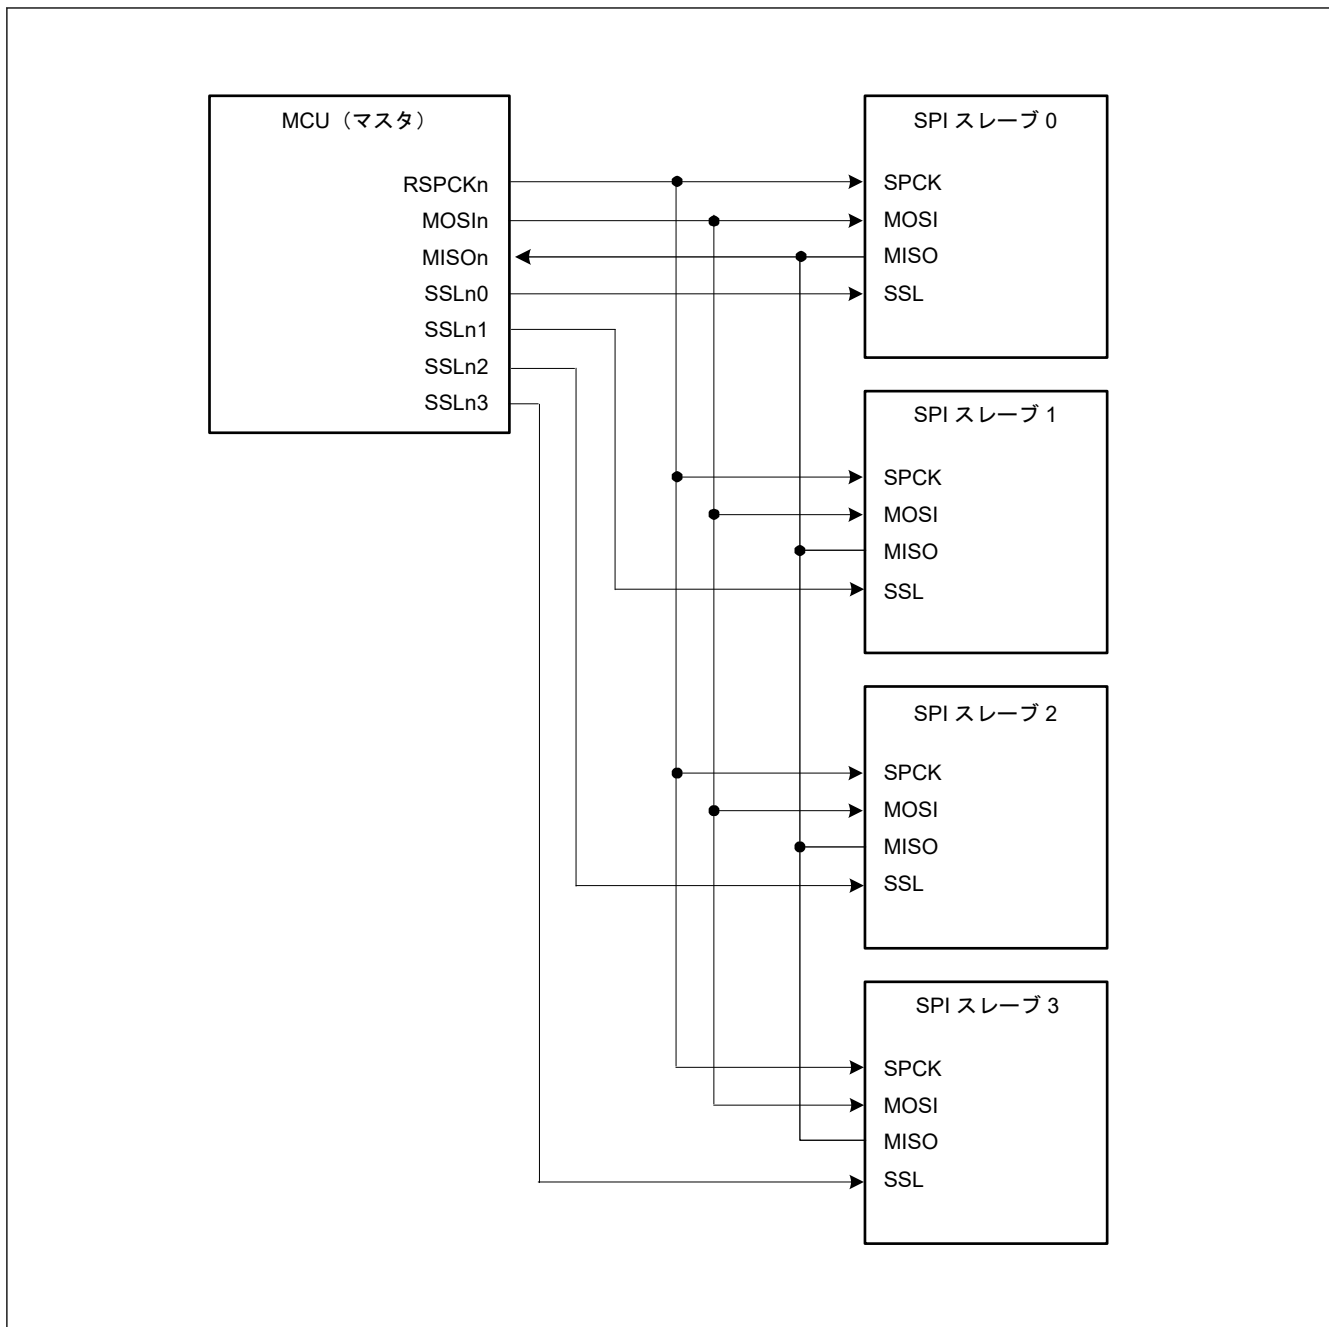 MCU（マスタ）
RSPCKn
MOSIn
MISOn
SSLn0
SSLn1
SSLn2
SSLn3
SPI スレーブ 0
SPCK
MOSI
MISO
SSL
SPI スレーブ 1
SPCK
MOSI
MISO
SSL
SPI スレーブ 2
SPCK
MOSI
MISO
SSL
SPI スレーブ 3
SPCK
MOSI
MISO
SSL